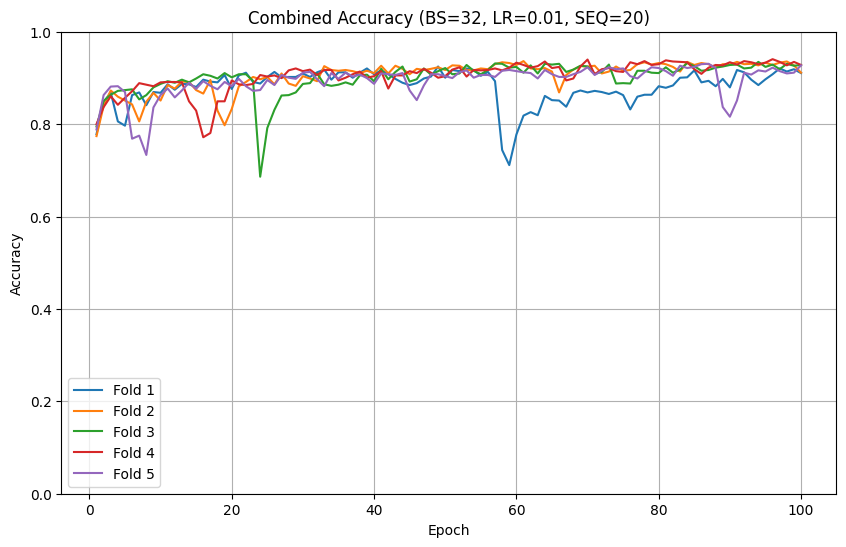 Combined Accuracy (BS=32, LR=0.01, SEQ=20)
1.0
0.8
0.6
0.4
0.2
0.0
Accuracy
Fold 1
Fold 2
Fold 3
Fold 4
Fold 5
0 20 40 60 80 100
Epoch